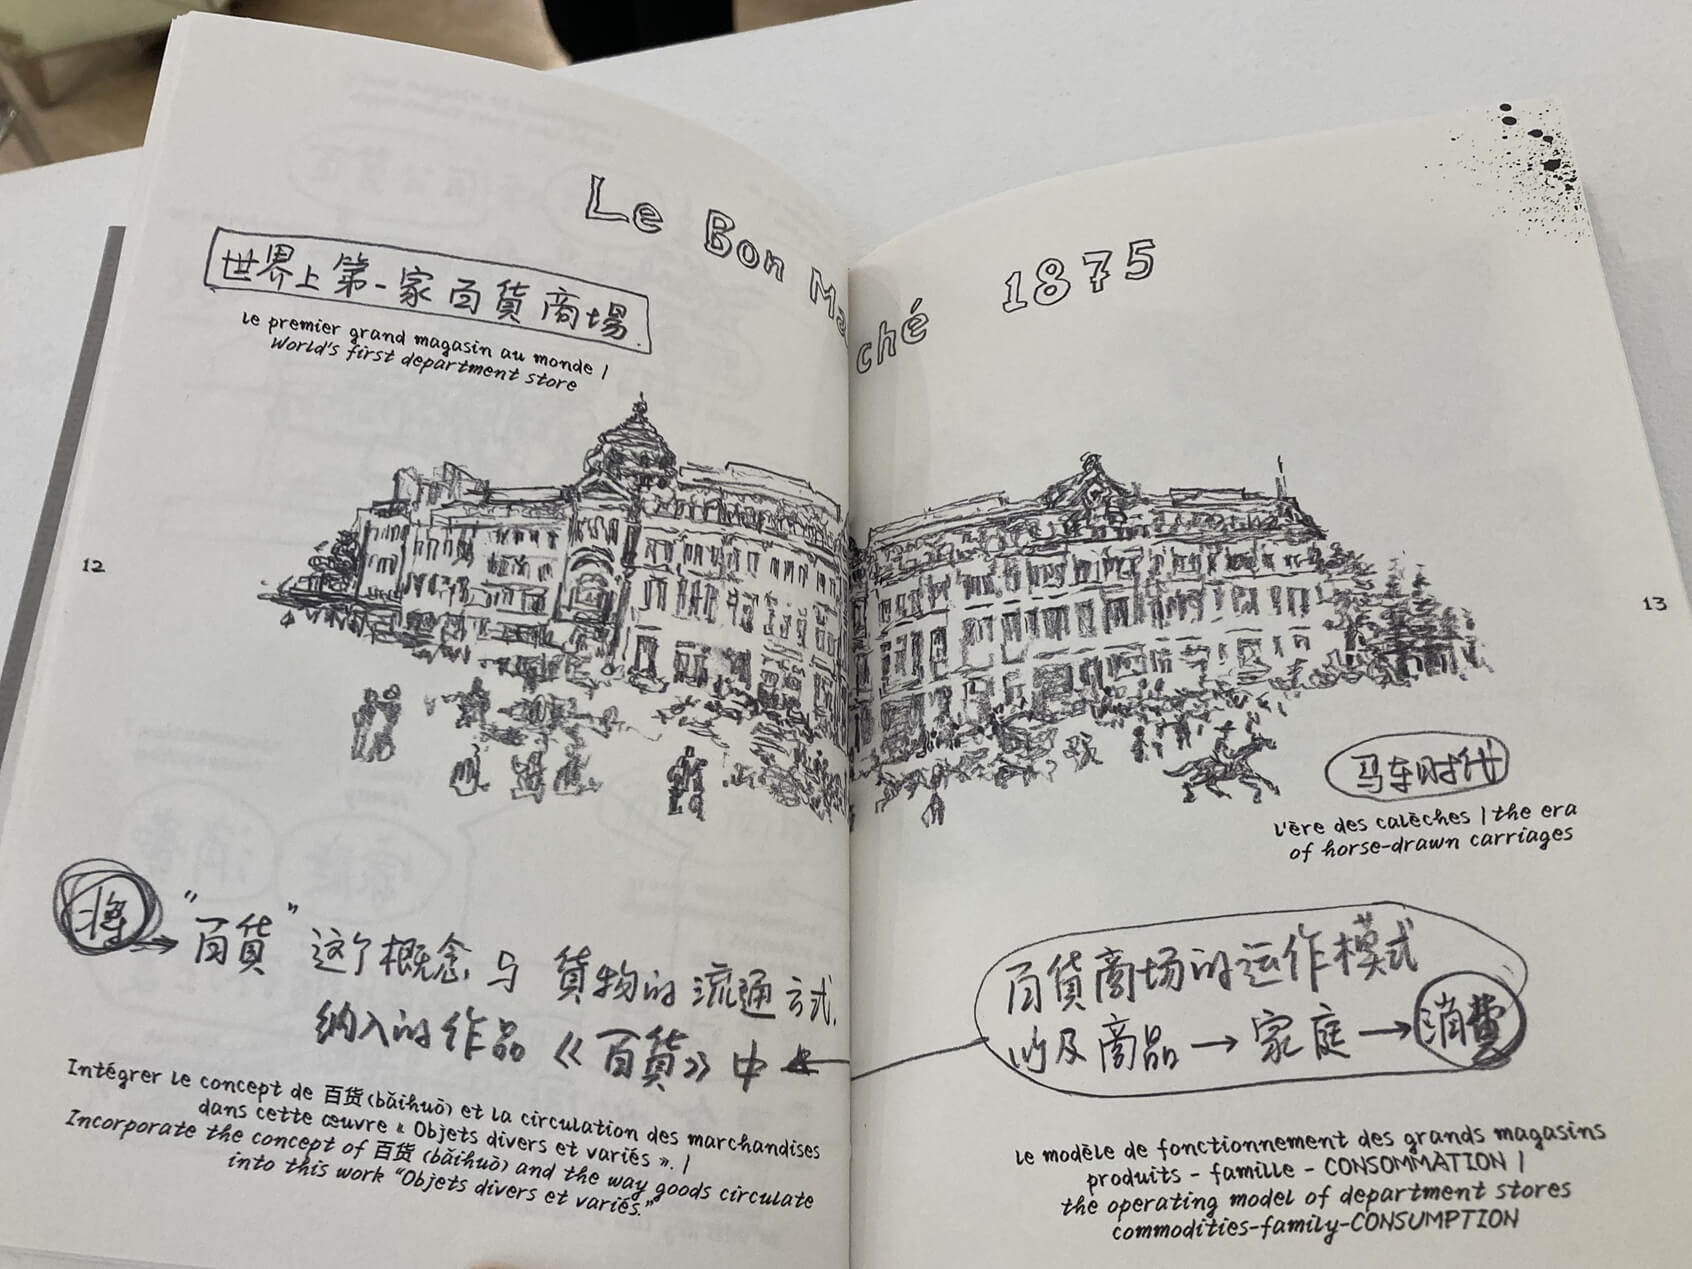 Le Bon Marché 1875
世界上第一家百貨商場
le premier grand magasin au monde |
World's first department store
12
13
马车时代
l'ère des calèches | the era
of horse-drawn carriages
将 "百貨" 这个概念与貨物的流通方式,
纳入的作品《百貨》中
Intégrer le concept de 百货 (bǎihuò) et la circulation des marchandises
dans cette œuvre « Objets divers et variés ». |
Incorporate the concept of 百货 (bǎihuò) and the way goods circulate
into this work "Objets divers et variés."
百貨商场的运作模式
以及商品→家庭→消費
le modèle de fonctionnement des grands magasins
produits - famille - CONSOMMATION |
the operating model of department stores
commodities-family-CONSUMPTION